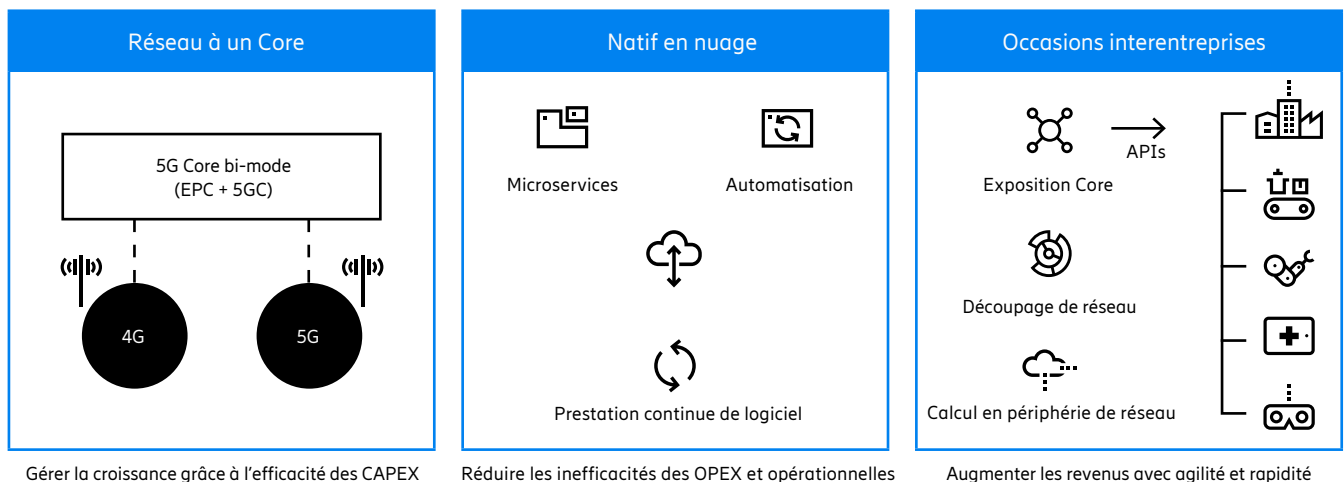 Réseau à un Core
5G Core bi-mode
(EPC + 5GC)
4G
5G
Gérer la croissance grâce à l'efficacité des CAPEX
Natif en nuage
Microservices
Automatisation
Prestation continue de logiciel
Réduire les inefficacités des OPEX et opérationnelles
Occasions interentreprises
Exposition Core
APIs
Découpage de réseau
Calcul en périphérie de réseau
Augmenter les revenus avec agilité et rapidité